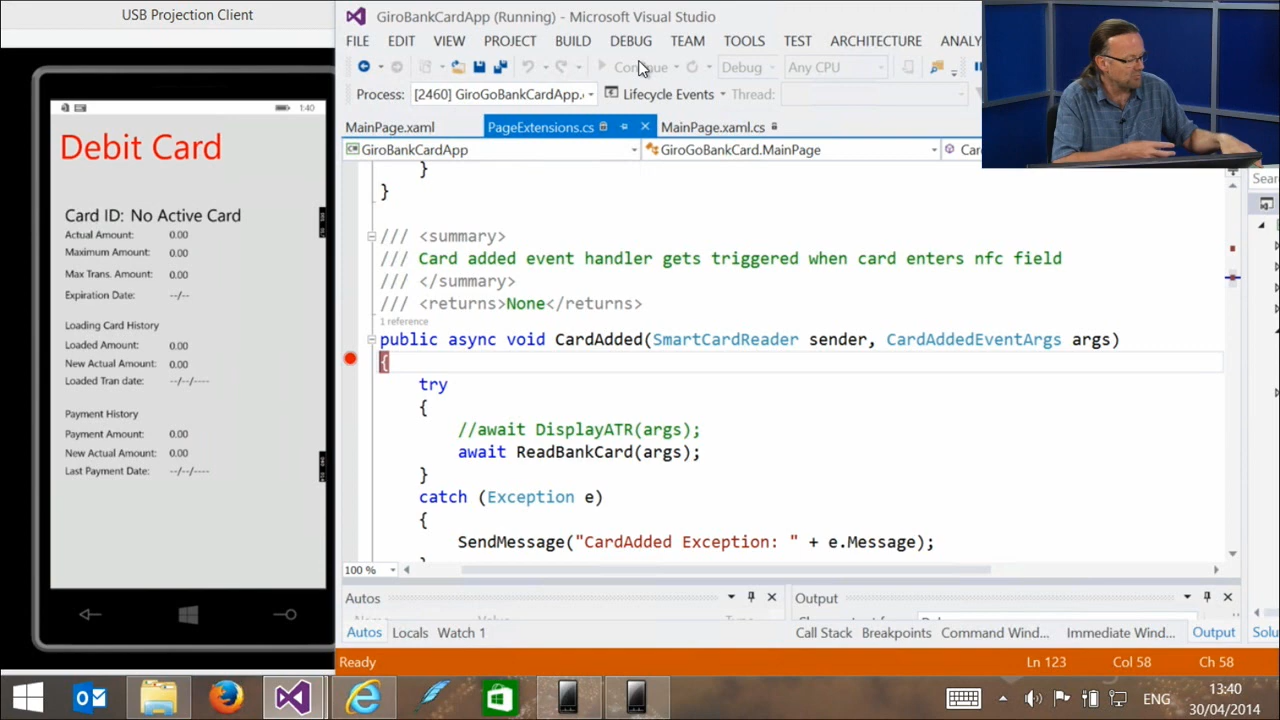 USB Projection Client
1:40
Debit Card
Card ID: No Active Card
Actual Amount: 0.00
Maximum Amount: 0.00
Max Trans. Amount: 0.00
Expiration Date: --/--
Loading Card History
Loaded Amount: 0.00
New Actual Amount: 0.00
Loaded Tran date: --/--/----
Payment History
Payment Amount: 0.00
New Actual Amount: 0.00
Last Payment Date: --/--/----
GiroBankCardApp (Running) - Microsoft Visual Studio
FILE EDIT VIEW PROJECT BUILD DEBUG TEAM TOOLS TEST ARCHITECTURE ANALY
Continue Debug Any CPU
Process: [2460] GiroGoBankCardApp. Lifecycle Events Thread:
MainPage.xaml PageExtensions.cs MainPage.xaml.cs
GiroBankCardApp GiroGoBankCard.MainPage Car
Sear
}
}
/// <summary>
/// Card added event handler gets triggered when card enters nfc field
/// </summary>
/// <returns>None</returns>
1 reference
public async void CardAdded(SmartCardReader sender, CardAddedEventArgs args)
{
try
{
//await DisplayATR(args);
await ReadBankCard(args);
}
catch (Exception e)
{
SendMessage("CardAdded Exception: " + e.Message);
100 %
Autos Output
Autos Locals Watch 1 Call Stack Breakpoints Command Wind... Immediate Wind... Output Solu
Ready Ln 123 Col 58 Ch 58
ENG
13:40
30/04/2014